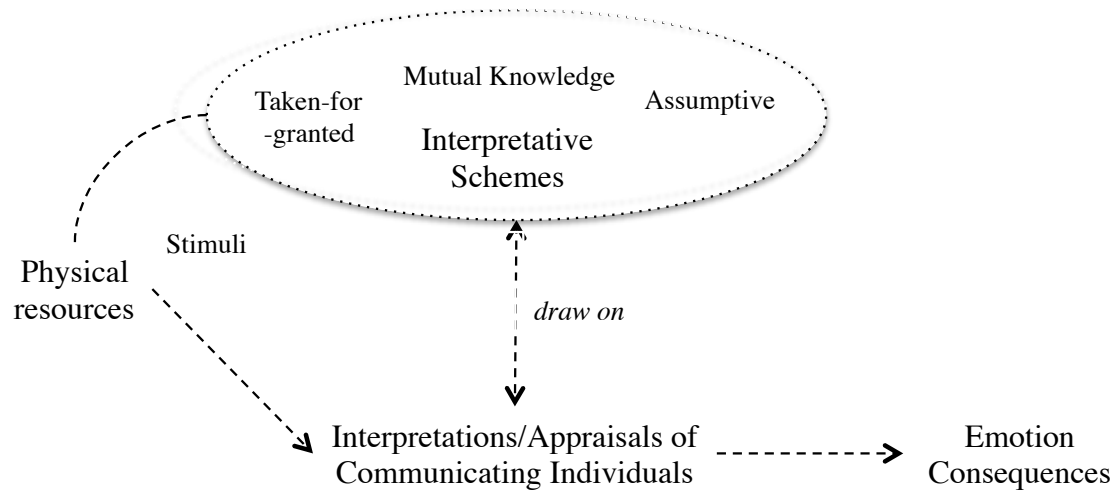 Mutual Knowledge
Taken-for
-granted
Assumptive
Interpretative
Schemes
Stimuli
Physical
resources
draw on
Interpretations/Appraisals of
Communicating Individuals
Emotion
Consequences